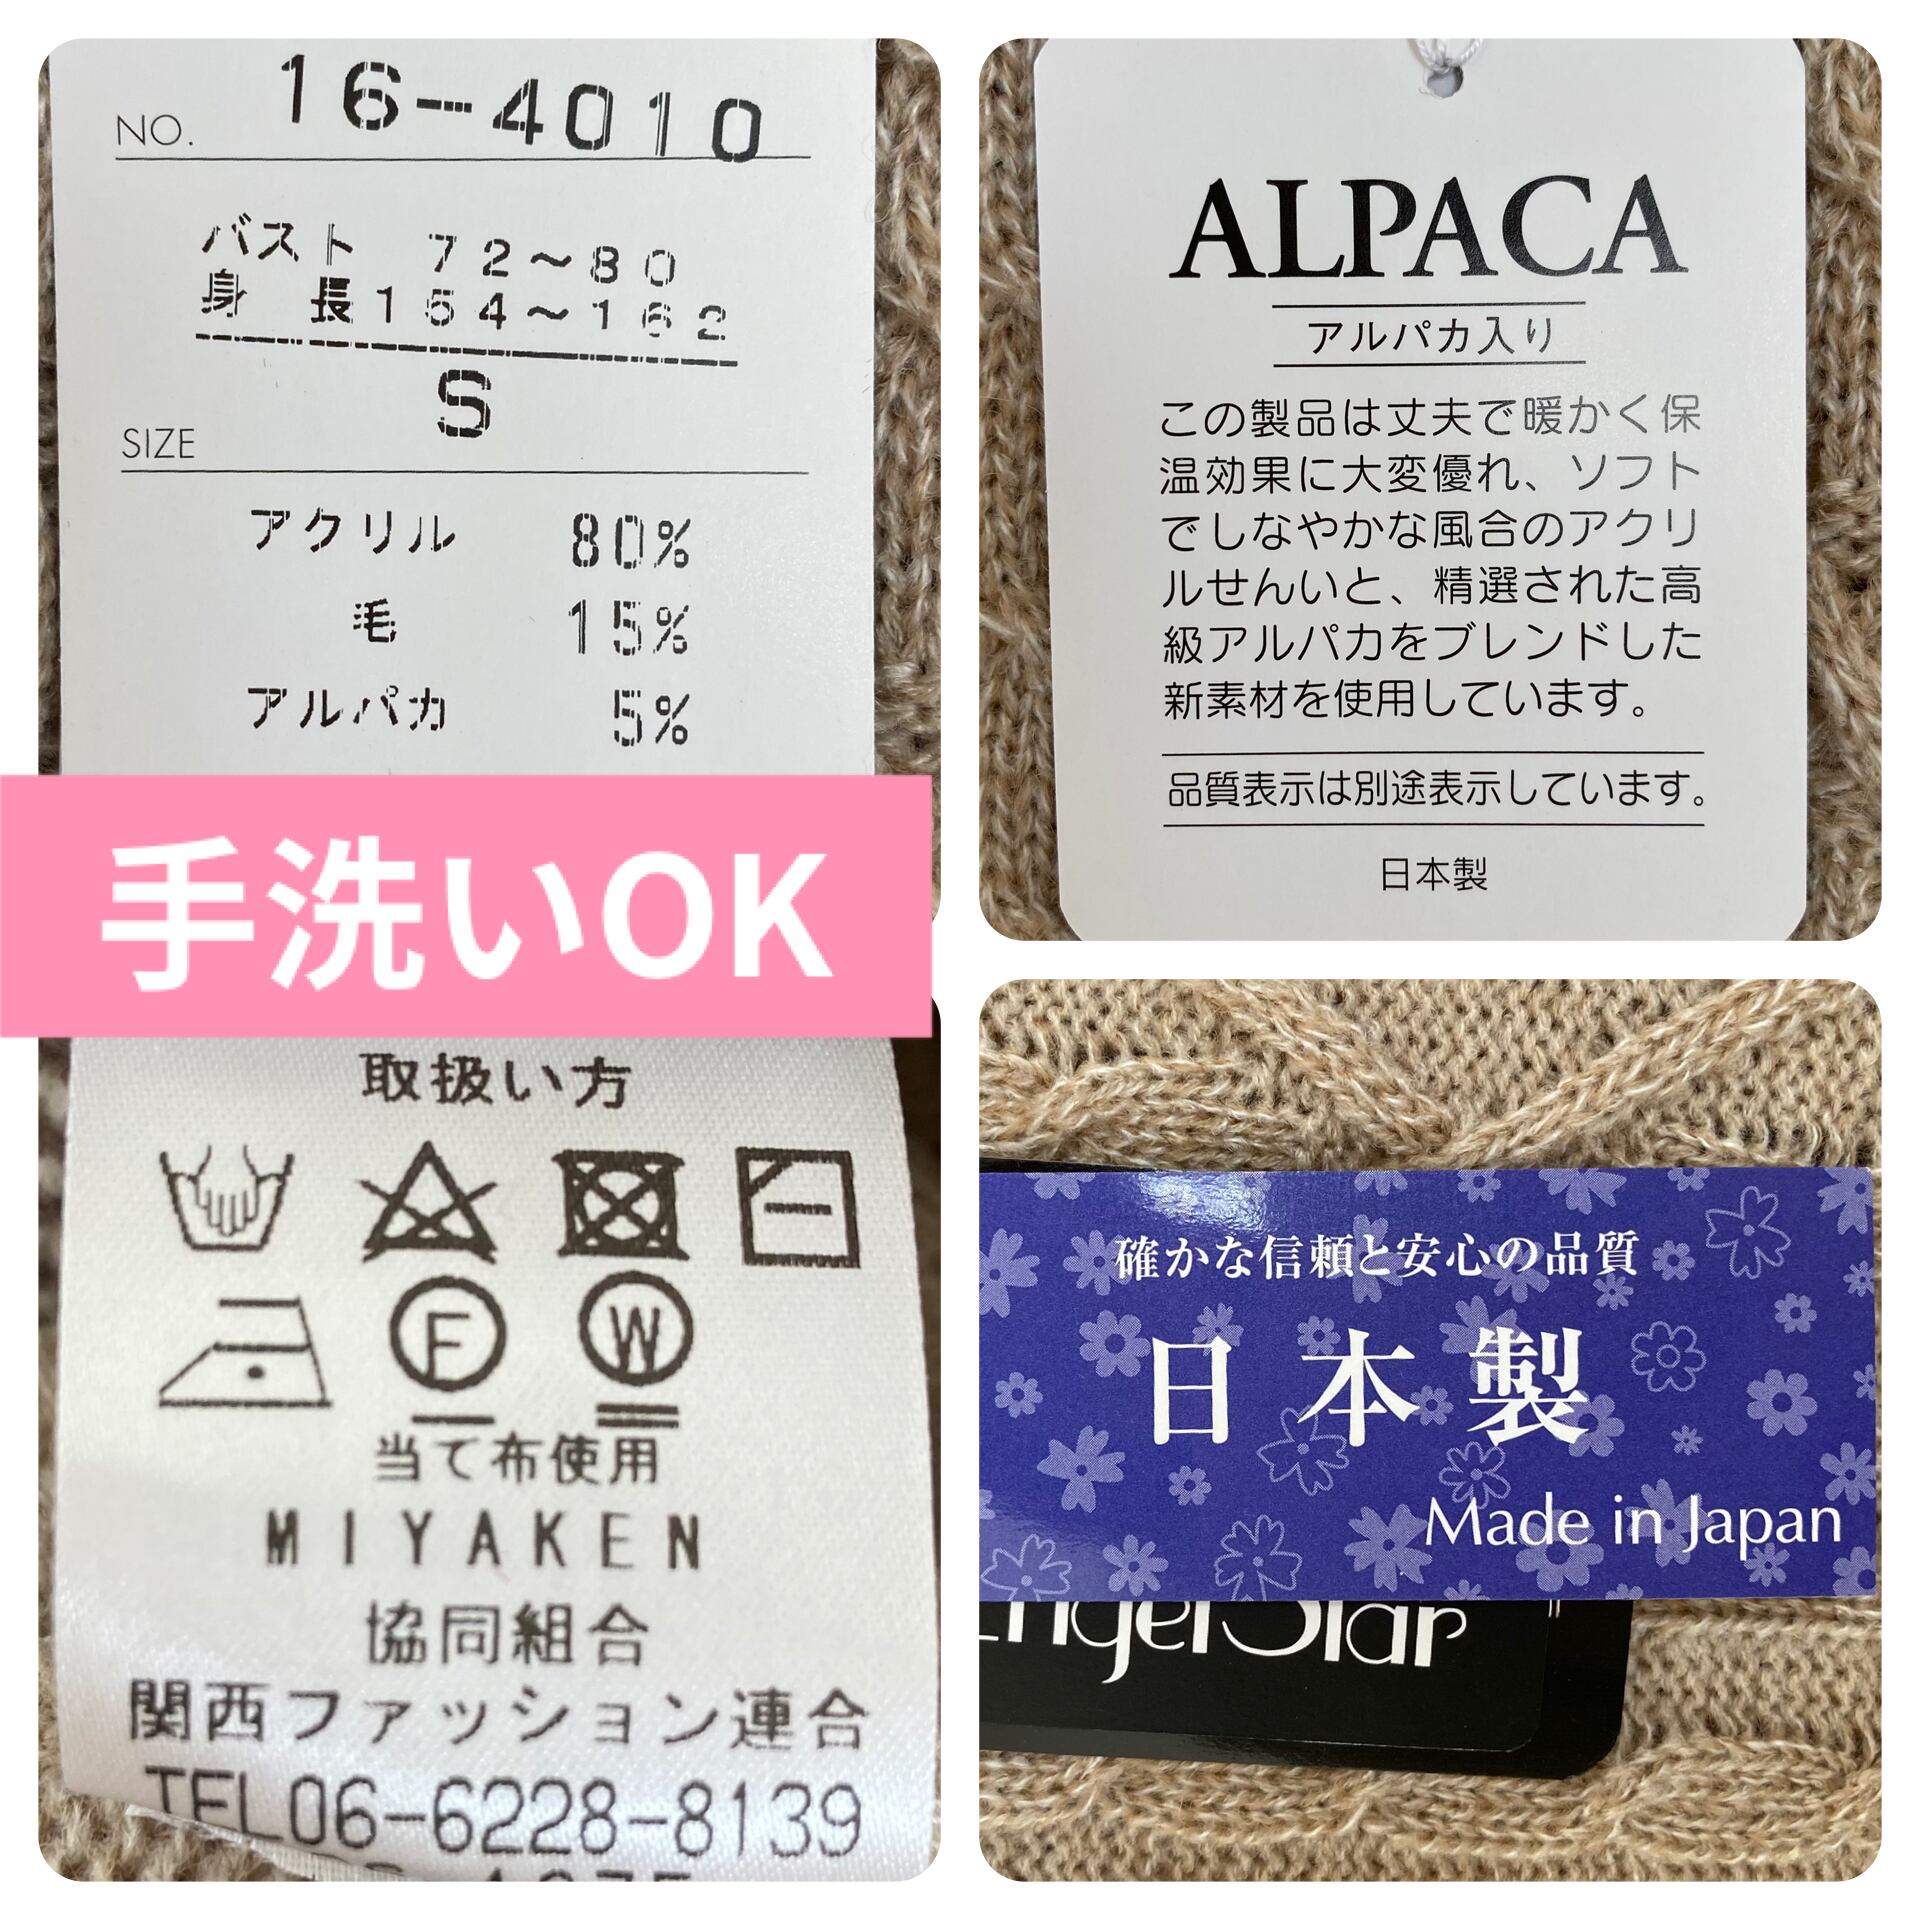 NO. 16-4010
バスト 72~80
身 長154~162
S
SIZE
アクリル 80%
毛 15%
アルパカ 5%
ALPACA
アルパカ入り
この製品は丈夫で暖かく保
温効果に大変優れ、ソフト
でしなやかな風合のアクリ
ルせんいと、精選された高
級アルパカをブレンドした
新素材を使用しています。
品質表示は別途表示しています。
日本製
手洗いOK
取扱い方
F W
当て布使用
MIYAKEN
協同組合
関西ファッション連合
TEL06-6228-8139
確かな信頼と安心の品質
日本製
Made in Japan